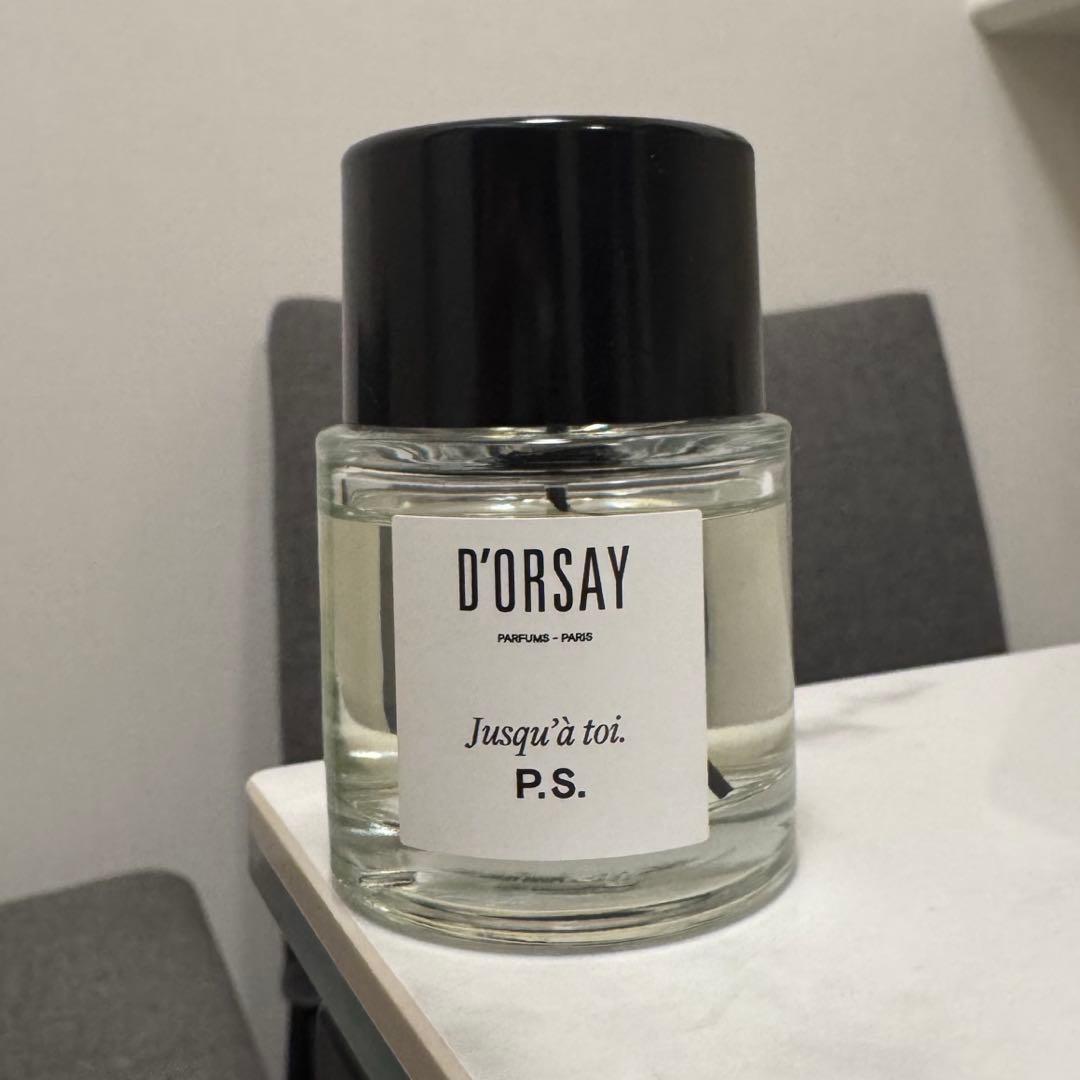 D'ORSAY
PARFUMS - PARIS
Jusqu'à toi.
P.S.